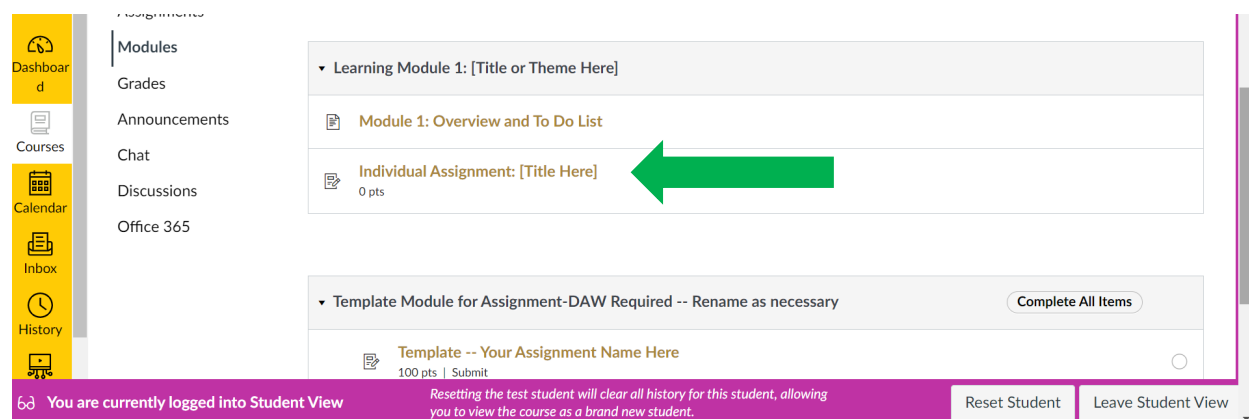 Assignments
Modules
Grades
Announcements
Chat
Discussions
Office 365
Dashboar
d
Courses
Calendar
Inbox
History
Learning Module 1: [Title or Theme Here]
Module 1: Overview and To Do List
Individual Assignment: [Title Here]
0 pts
Template Module for Assignment-DAW Required -- Rename as necessary
Complete All Items
Template -- Your Assignment Name Here
100 pts | Submit
You are currently logged into Student View
Resetting the test student will clear all history for this student, allowing
you to view the course as a brand new student.
Reset Student
Leave Student View